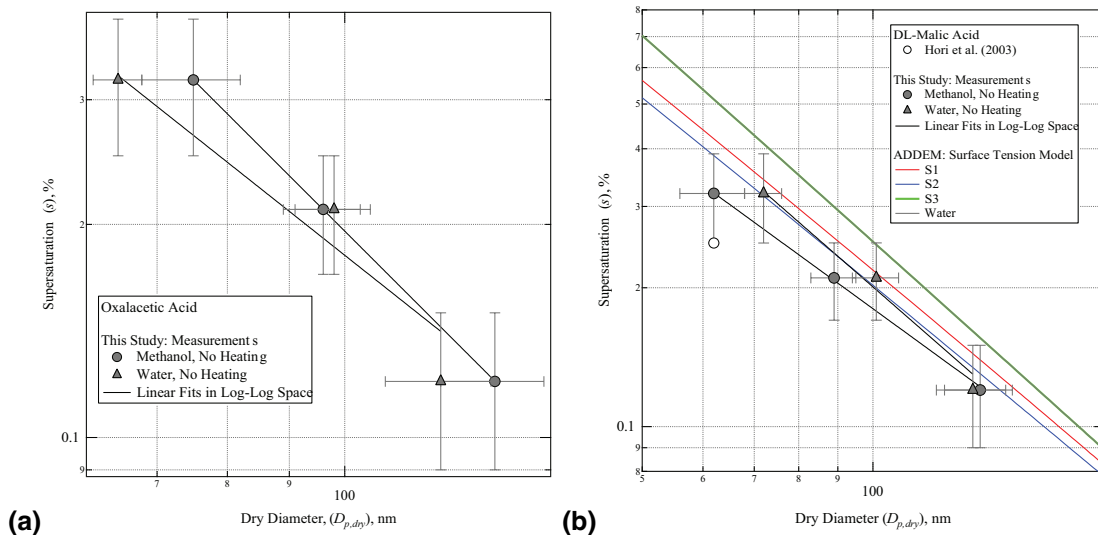 3
2
0.1
9
7
8
9
100
Supersaturation (s), %
Dry Diameter, (Dp,dry), nm
Oxalacetic Acid
This Study: Measurements
Methanol, No Heating
Water, No Heating
Linear Fits in Log-Log Space
(a)
8
7
6
5
4
3
2
0.1
9
8
5
6
7
8
9
100
Supersaturation (s), %
Dry Diameter (Dp,dry), nm
DL-Malic Acid
Hori et al. (2003)
This Study: Measurements
Methanol, No Heating
Water, No Heating
Linear Fits in Log-Log Space
ADDEM: Surface Tension Model
S1
S2
S3
Water
(b)